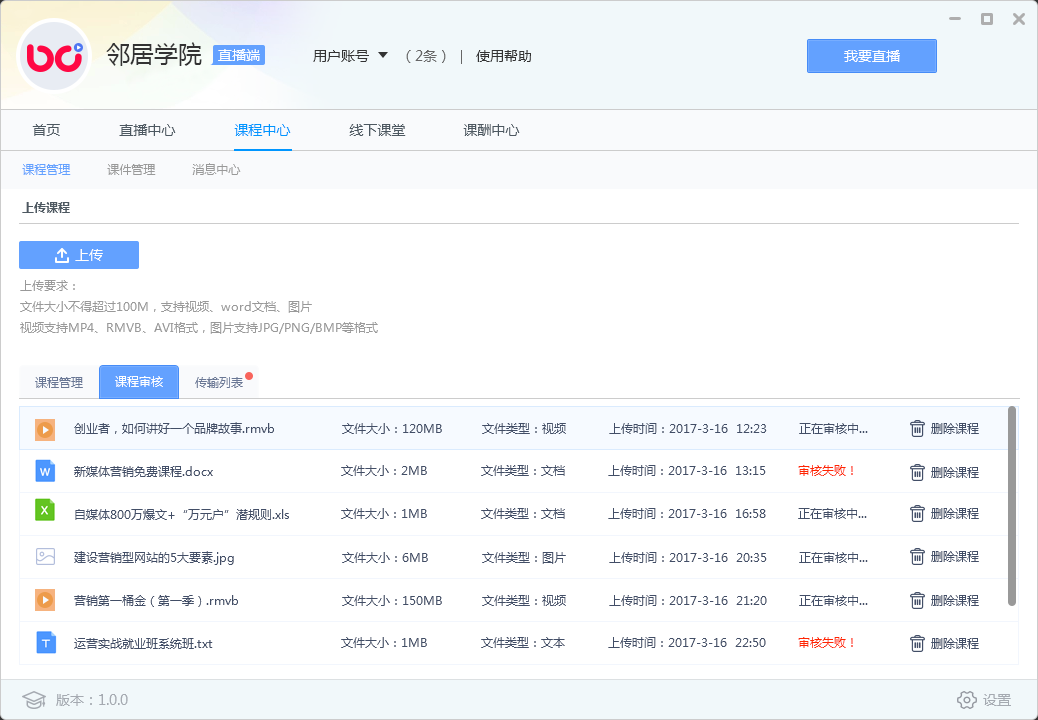 邻居学院 直播端 用户账号 （2条） | 使用帮助 我要直播
首页 直播中心 课程中心 线下课堂 课酬中心
课程管理 课件管理 消息中心
上传课程
上传
上传要求：
文件大小不得超过100M，支持视频、word文档、图片
视频支持MP4、RMVB、AVI格式，图片支持JPG/PNG/BMP等格式
课程管理 课程审核 传输列表
创业者，如何讲好一个品牌故事.rmvb 文件大小：120MB 文件类型：视频 上传时间：2017-3-16 12:23 正在审核中... 删除课程
W 新媒体营销免费课程.docx 文件大小：2MB 文件类型：文档 上传时间：2017-3-16 13:15 审核失败！ 删除课程
X 自媒体800万爆文+“万元户”潜规则.xls 文件大小：1MB 文件类型：文档 上传时间：2017-3-16 16:58 正在审核中... 删除课程
建设营销型网站的5大要素.jpg 文件大小：6MB 文件类型：图片 上传时间：2017-3-16 20:35 正在审核中... 删除课程
营销第一桶金（第一季）.rmvb 文件大小：150MB 文件类型：视频 上传时间：2017-3-16 21:20 正在审核中... 删除课程
T 运营实战就业班系统班.txt 文件大小：1MB 文件类型：文本 上传时间：2017-3-16 22:50 审核失败！ 删除课程
版本：1.0.0 设置